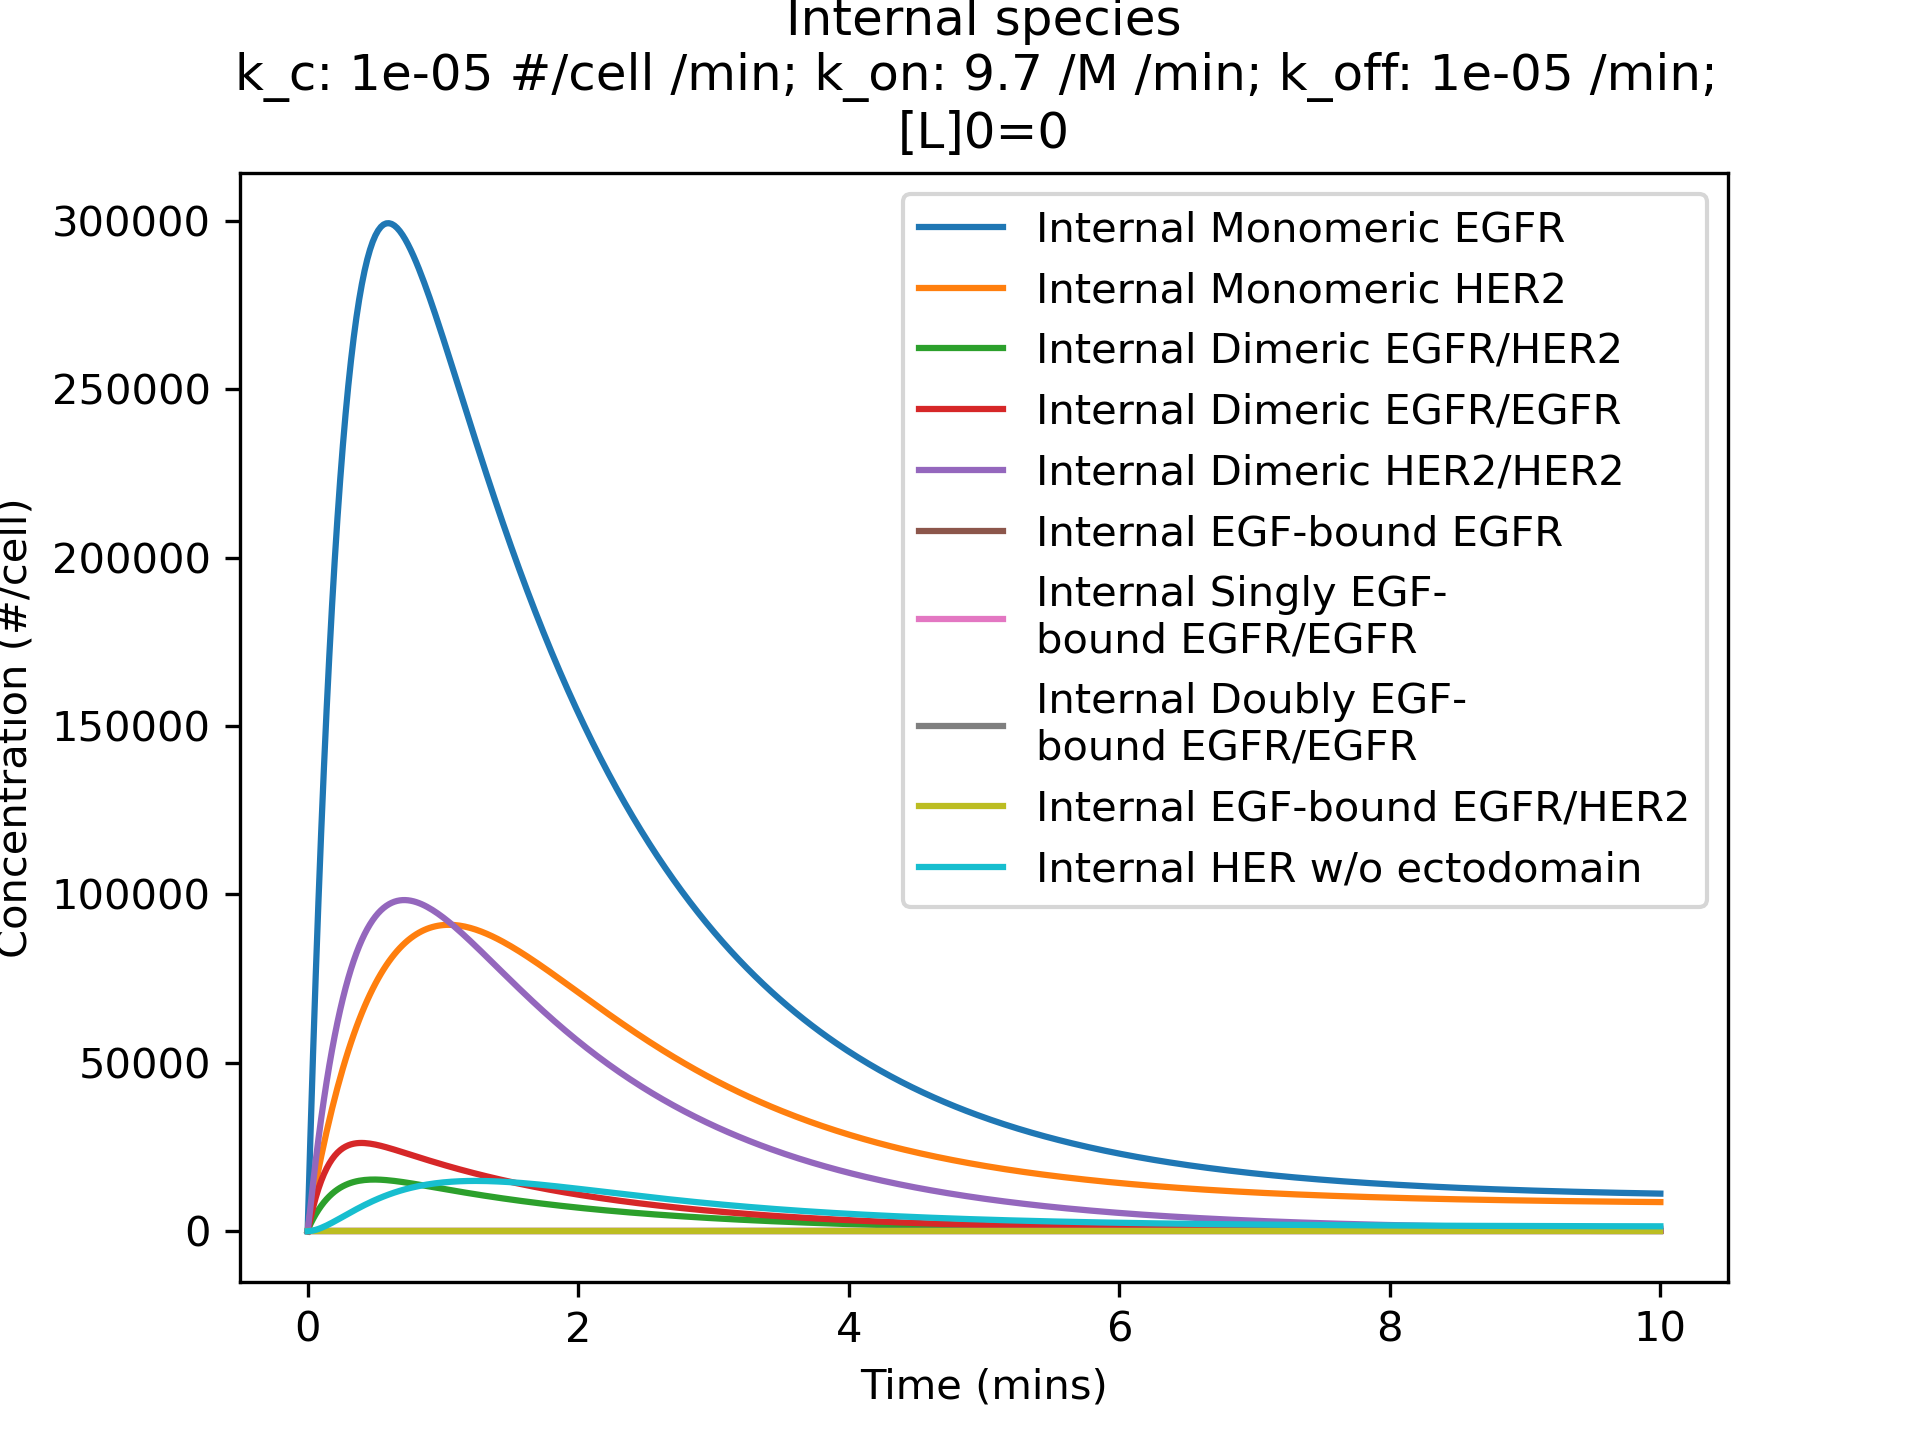 Internal species
k_c: 1e-05 #/cell /min; k_on: 9.7 /M /min; k_off: 1e-05 /min;
[L]0=0
Concentration (#/cell)
300000
250000
200000
150000
100000
50000
0
Internal Monomeric EGFR
Internal Monomeric HER2
Internal Dimeric EGFR/HER2
Internal Dimeric EGFR/EGFR
Internal Dimeric HER2/HER2
Internal EGF-bound EGFR
Internal Singly EGF-
bound EGFR/EGFR
Internal Doubly EGF-
bound EGFR/EGFR
Internal EGF-bound EGFR/HER2
Internal HER w/o ectodomain
0 2 4 6 8 10
Time (mins)